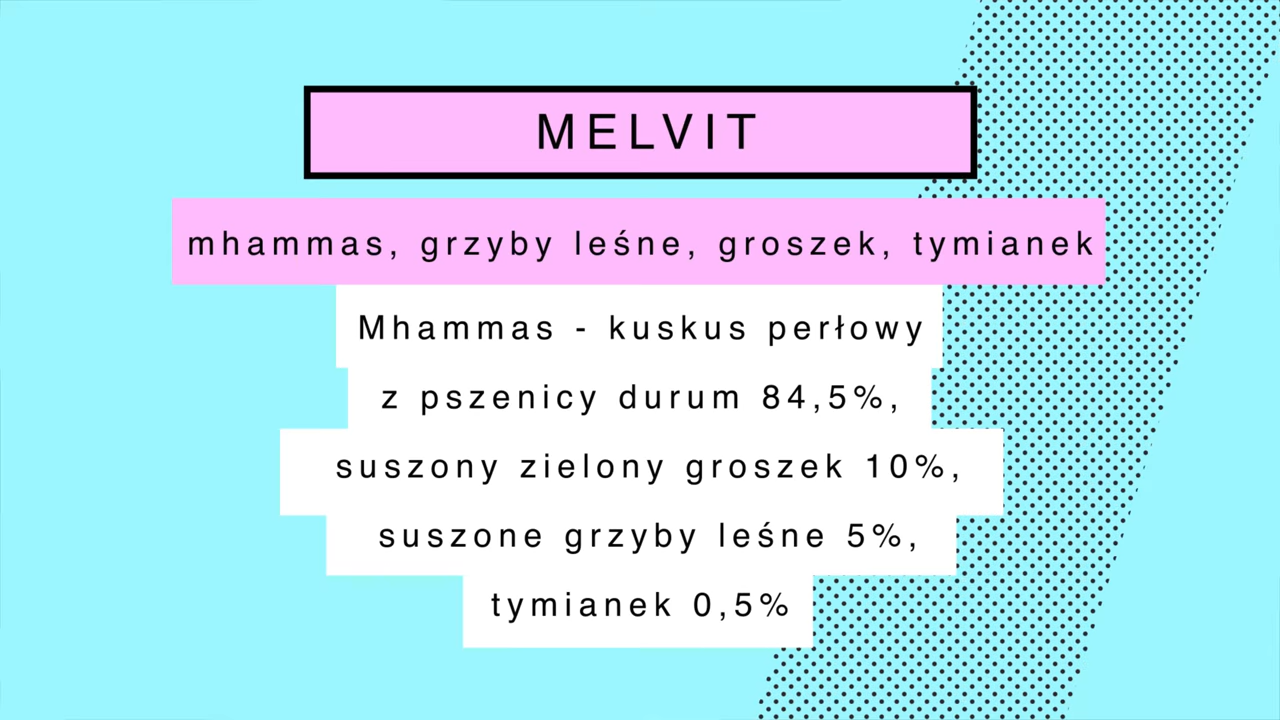 MELVIT
mhammas, grzyby leśne, groszek, tymianek
Mhammas - kuskus perłowy
z pszenicy durum 84,5%,
suszony zielony groszek 10%,
suszone grzyby leśne 5%,
tymianek 0,5%